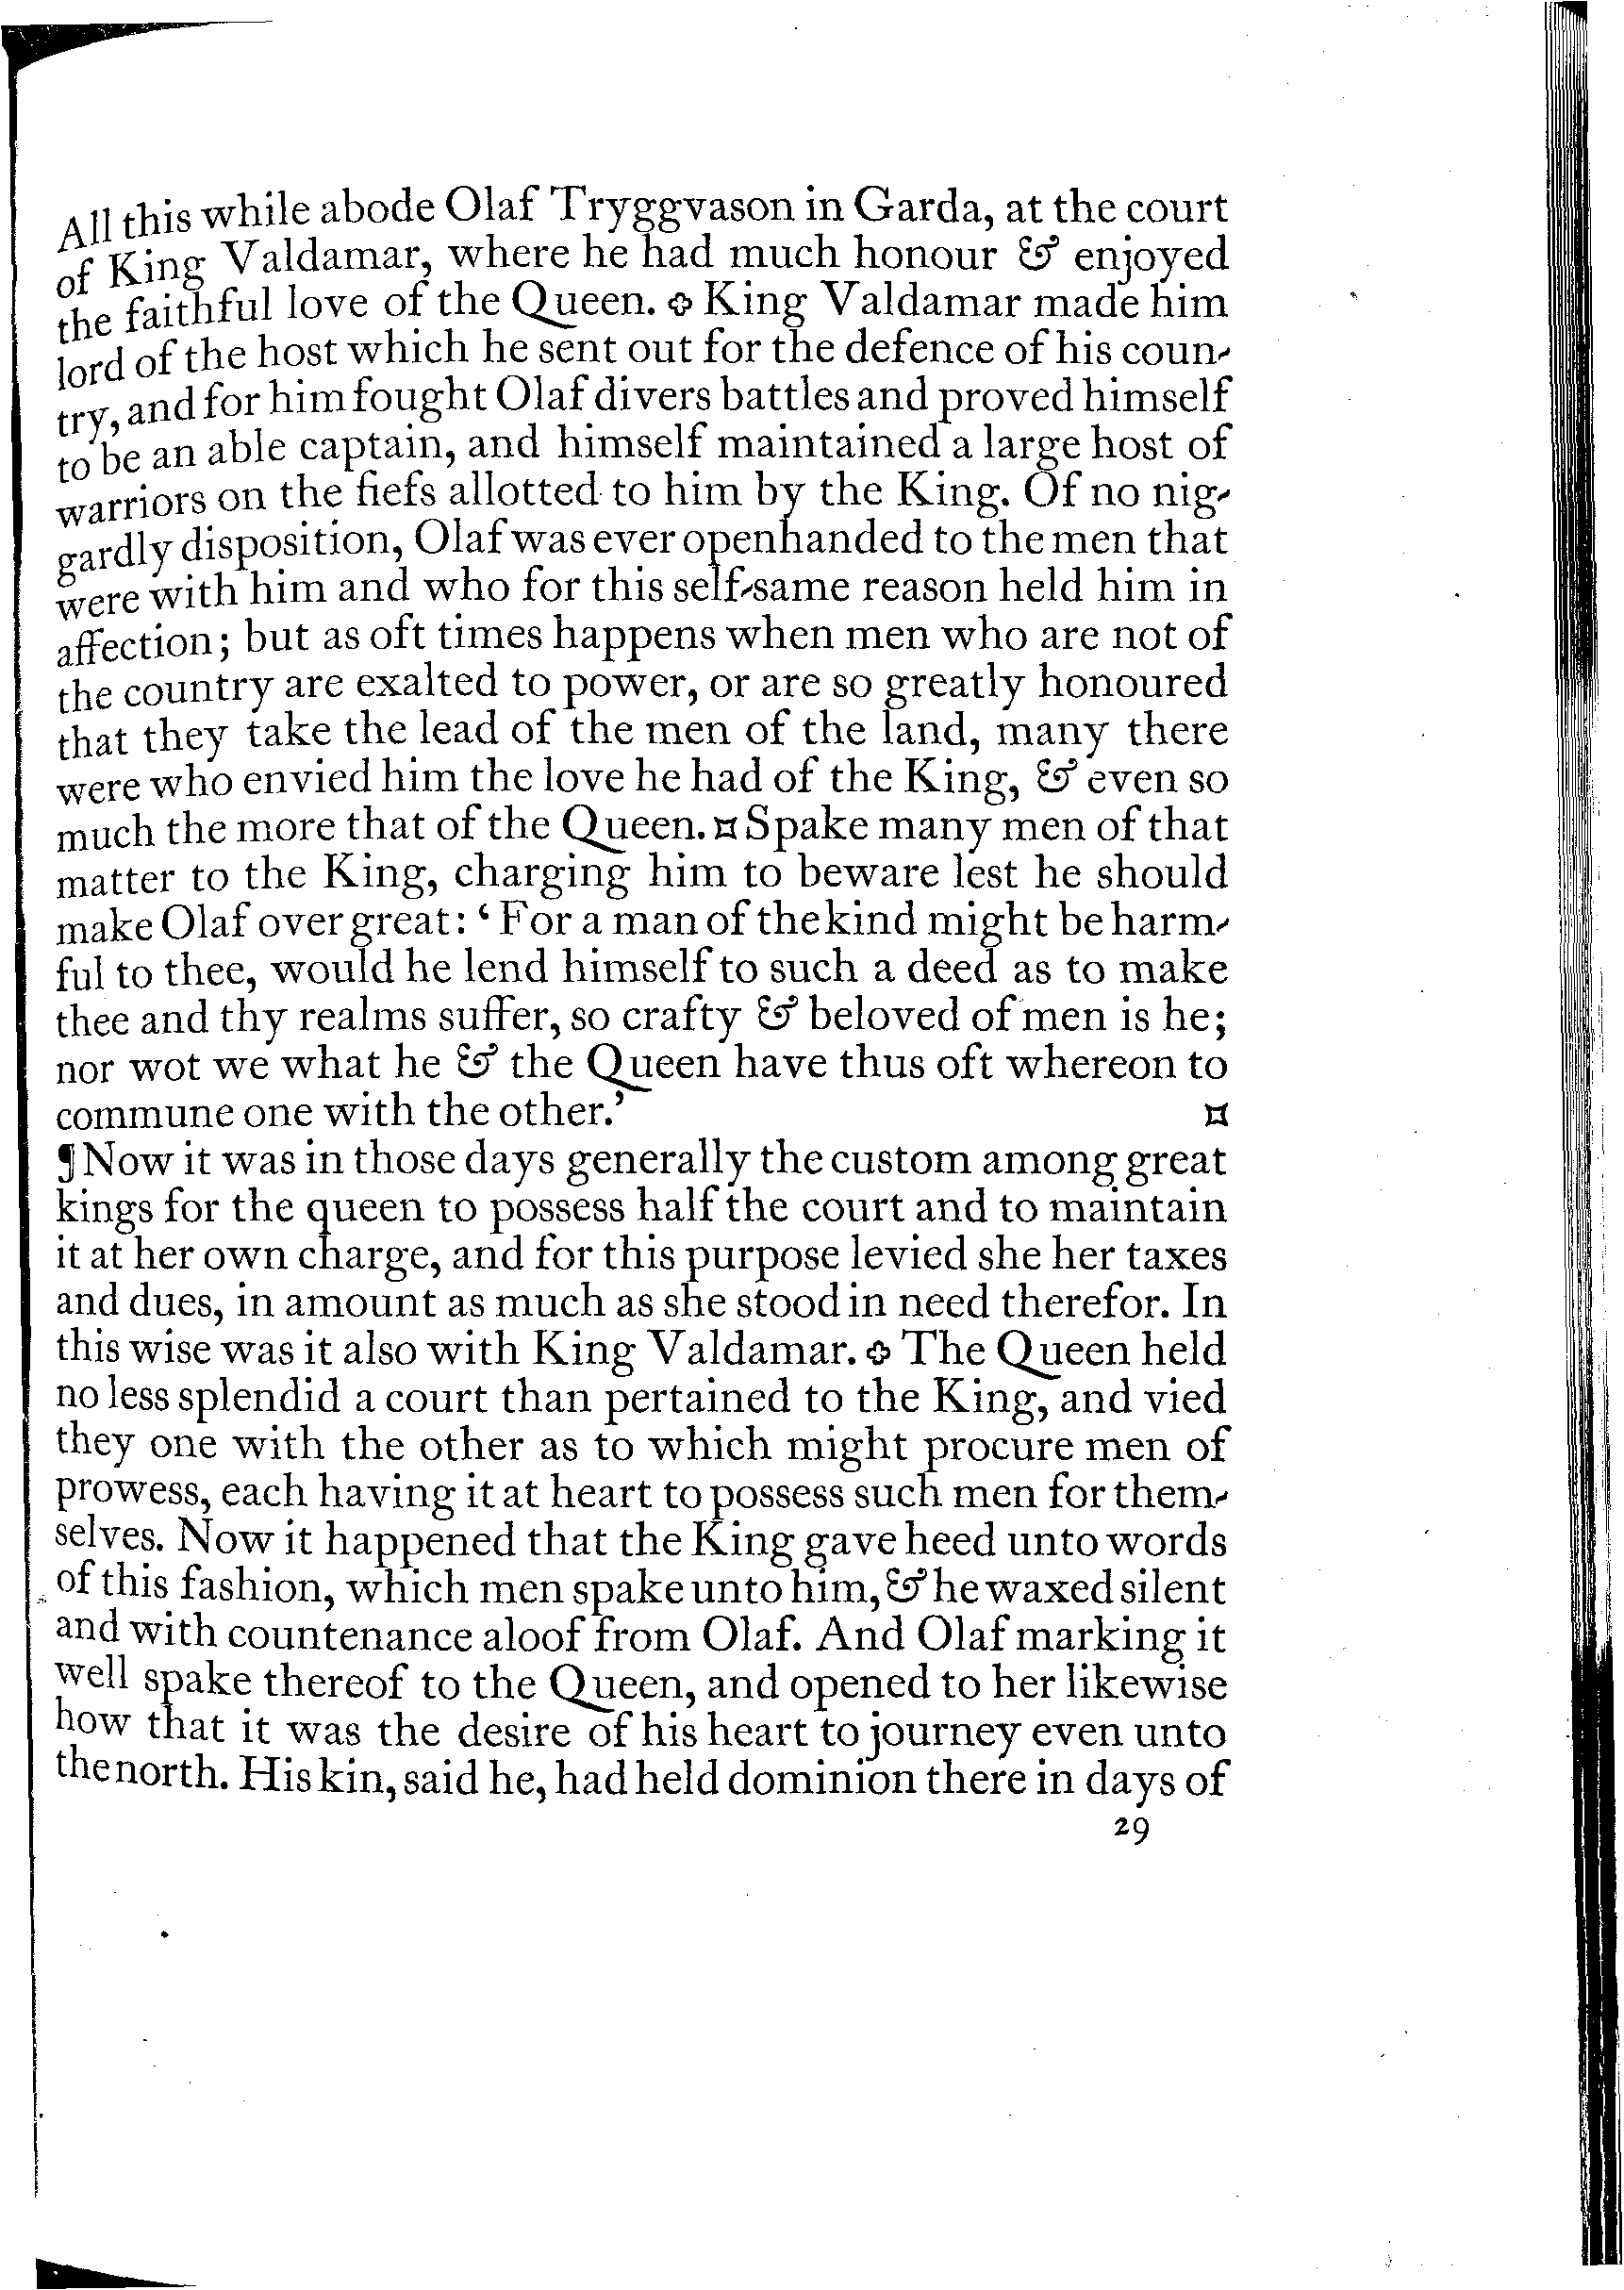 All this while abode Olaf Tryggvason in Garda, at the court
of King Valdamar, where he had much honour & enjoyed
the faithful love of the Queen. ✥ King Valdamar made him
lord of the host which he sent out for the defence of his coun-
try, and for him fought Olaf divers battles and proved himself
to be an able captain, and himself maintained a large host of
warriors on the fiefs allotted to him by the King. Of no nig-
gardly disposition, Olaf was ever openhanded to the men that
were with him and who for this self-same reason held him in
affection; but as oft times happens when men who are not of
the country are exalted to power, or are so greatly honoured
that they take the lead of the men of the land, many there
were who envied him the love he had of the King, & even so
much the more that of the Queen. ¤ Spake many men of that
matter to the King, charging him to beware lest he should
make Olaf over great: ‘For a man of the kind might be harm-
ful to thee, would he lend himself to such a deed as to make
thee and thy realms suffer, so crafty & beloved of men is he;
nor wot we what he & the Queen have thus oft whereon to
commune one with the other.’ ¤
¶ Now it was in those days generally the custom among great
kings for the queen to possess half the court and to maintain
it at her own charge, and for this purpose levied she her taxes
and dues, in amount as much as she stood in need therefor. In
this wise was it also with King Valdamar. ✥ The Queen held
no less splendid a court than pertained to the King, and vied
they one with the other as to which might procure men of
prowess, each having it at heart to possess such men for them-
selves. Now it happened that the King gave heed unto words
of this fashion, which men spake unto him, & he waxed silent
and with countenance aloof from Olaf. And Olaf marking it
well spake thereof to the Queen, and opened to her likewise
how that it was the desire of his heart to journey even unto
the north. His kin, said he, had held dominion there in days of
29